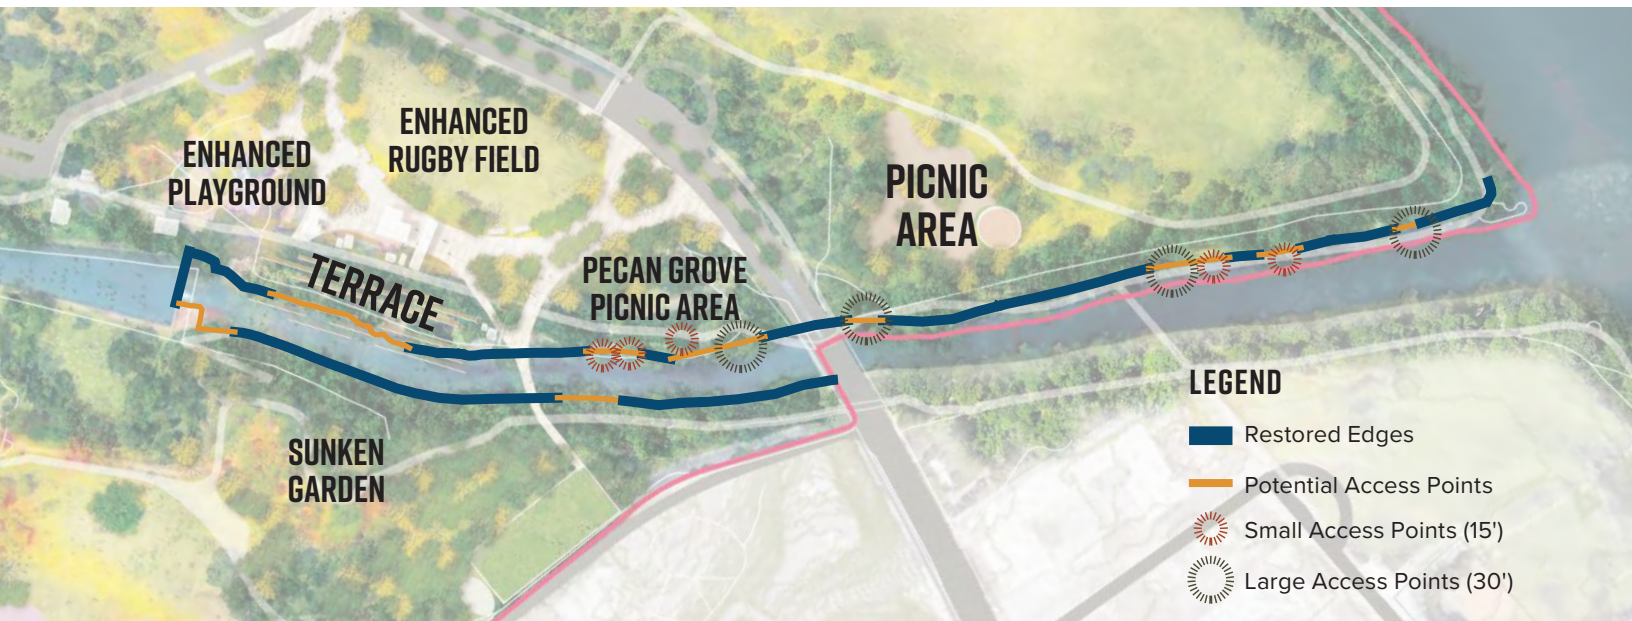 ENHANCED
RUGBY FIELD
ENHANCED
PLAYGROUND
PICNIC
AREA
TERRACE
PECAN GROVE
PICNIC AREA
SUNKEN
GARDEN
LEGEND
Restored Edges
Potential Access Points
Small Access Points (15')
Large Access Points (30')